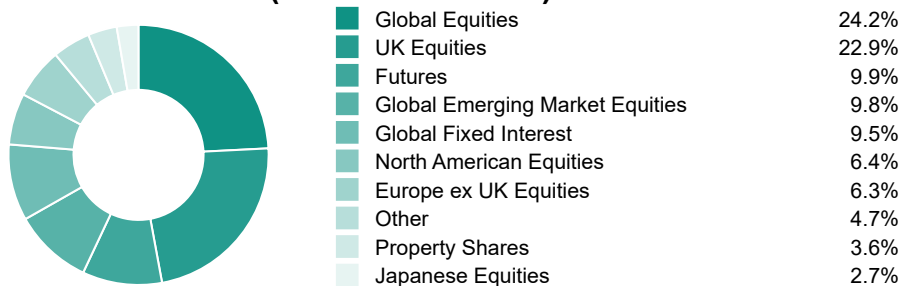 Global Equities 24.2%
UK Equities 22.9%
Futures 9.9%
Global Emerging Market Equities 9.8%
Global Fixed Interest 9.5%
North American Equities 6.4%
Europe ex UK Equities 6.3%
Other 4.7%
Property Shares 3.6%
Japanese Equities 2.7%